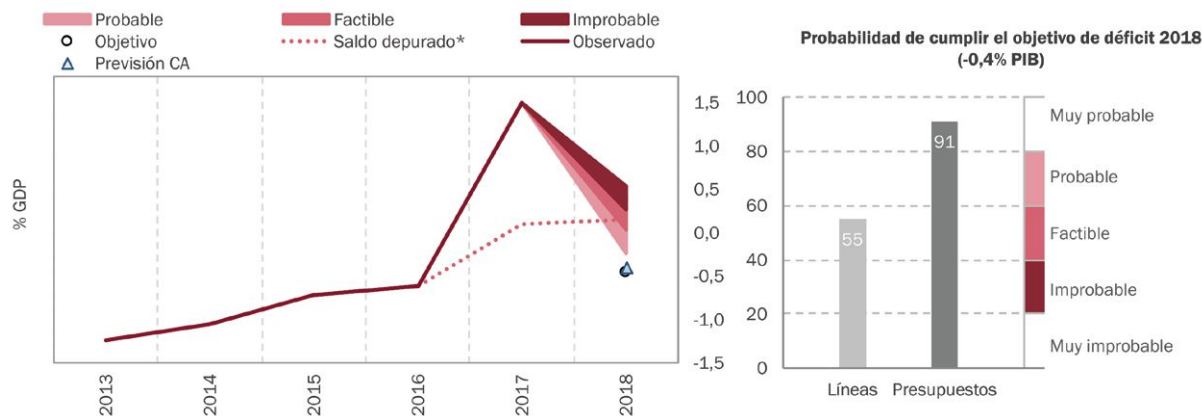 Probable
Factible
Improbable
Objetivo
Saldo depurado*
Observado
Previsión CA
% GDP
1,5
1,0
0,5
0,0
-0,5
-1,0
-1,5
2013
2014
2015
2016
2017
2018
Probabilidad de cumplir el objetivo de déficit 2018
(-0,4% PIB)
100
80
60
40
20
0
55
91
Líneas
Presupuestos
Muy probable
Probable
Factible
Improbable
Muy improbable